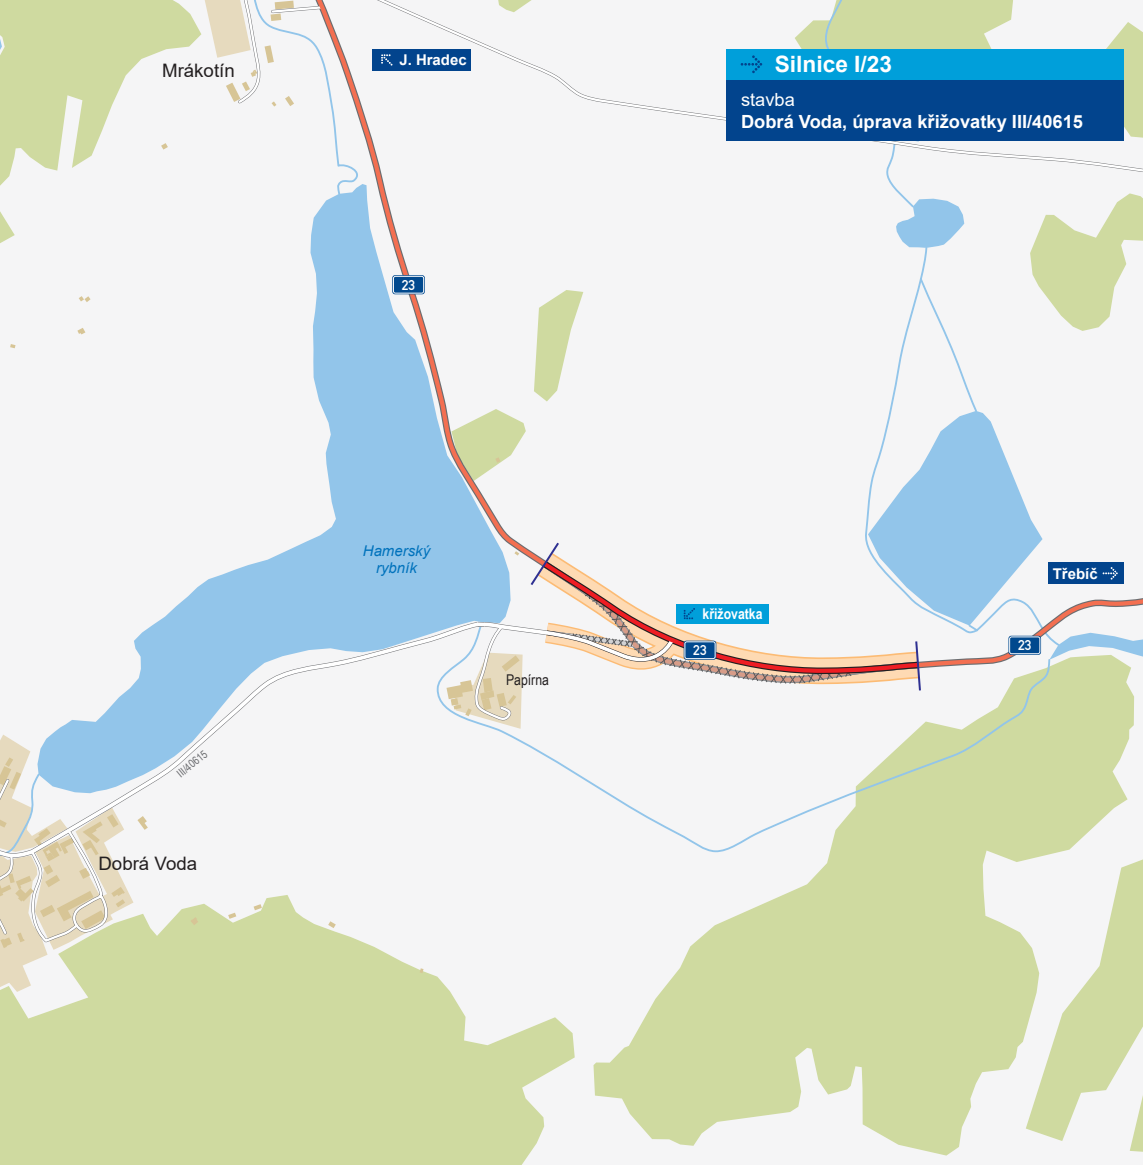 J. Hradec
Silnice I/23
stavba
Dobrá Voda, úprava křižovatky III/40615
Mrákotín
23
Hamerský
rybník
Třebíč
křižovatka
23
23
Papírna
III/40615
Dobrá Voda